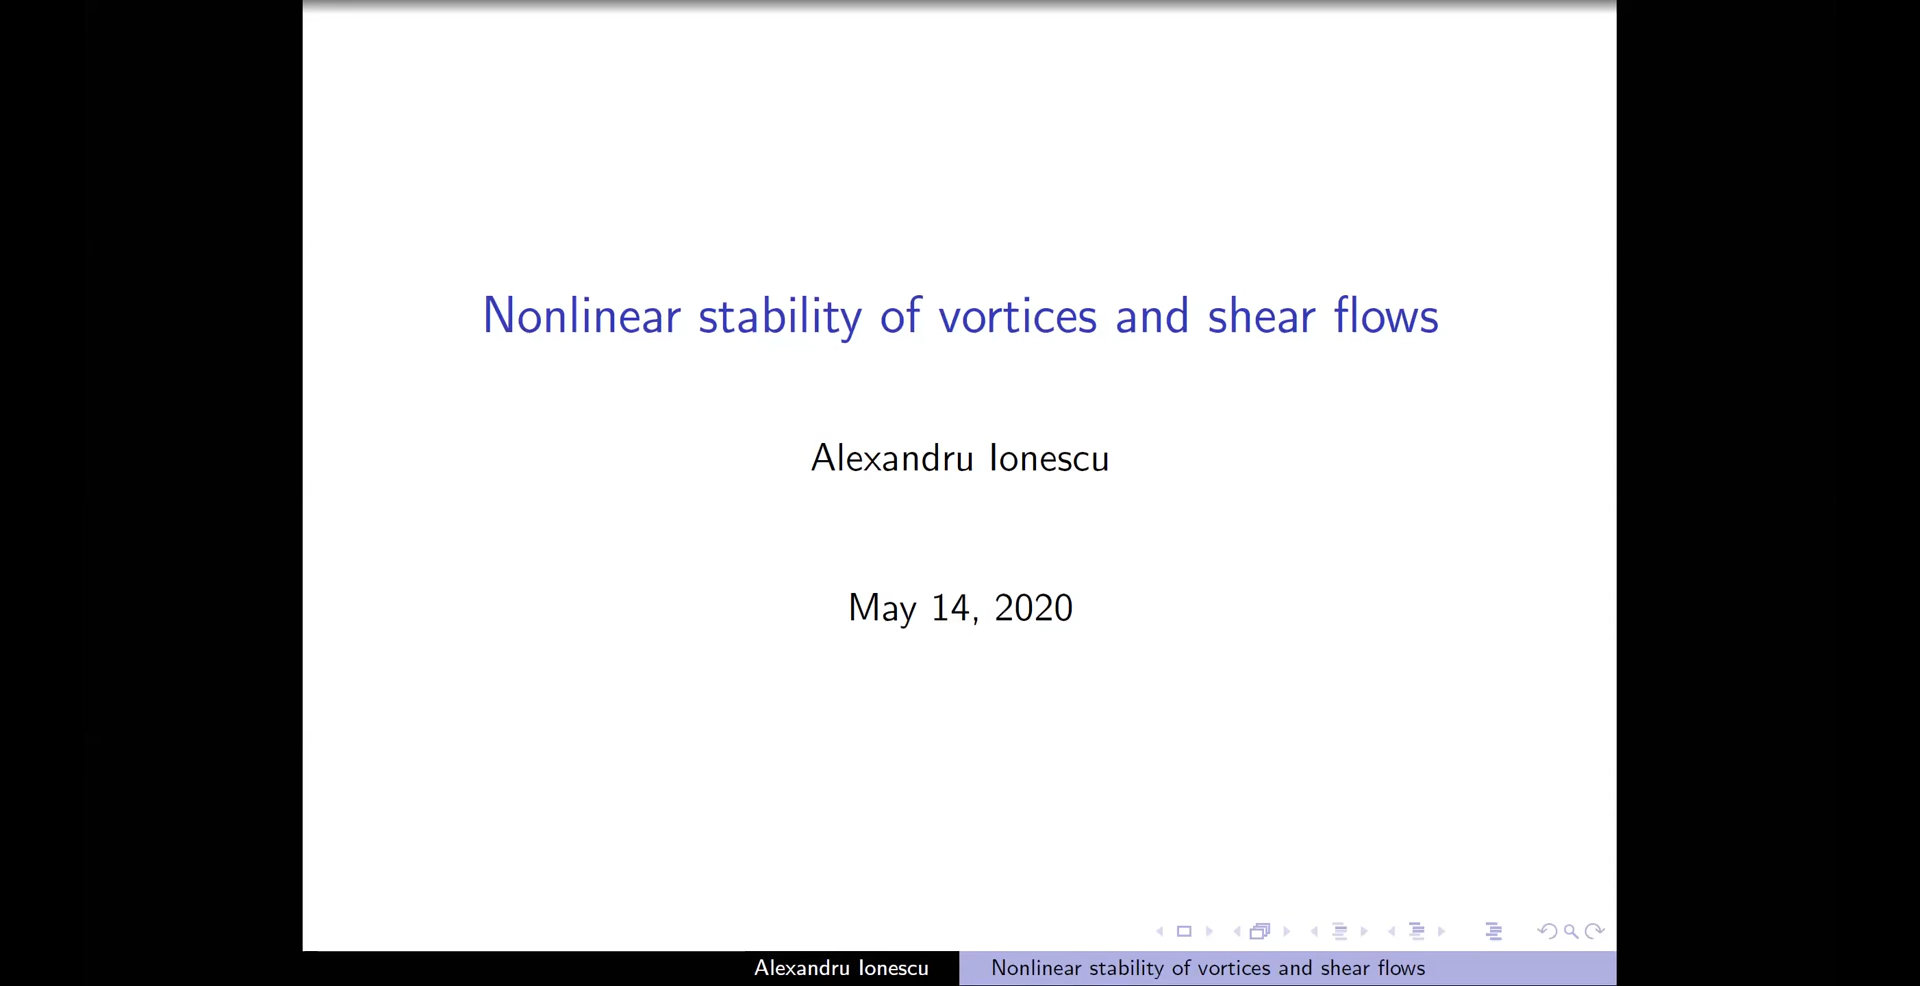 Nonlinear stability of vortices and shear flows
Alexandru Ionescu
May 14, 2020
Alexandru Ionescu
Nonlinear stability of vortices and shear flows